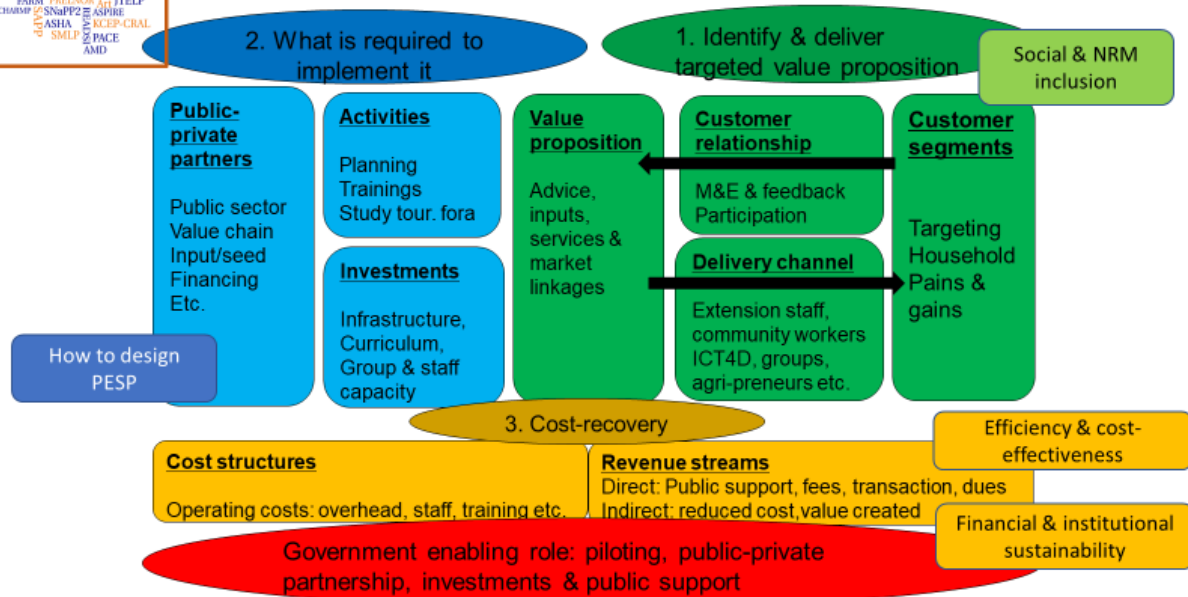 JTELF
CHARMP
SNaPP2
ASPIRE
SAPP
ASHA
READSI
KCEP-CRAL
SMLP
PACE
AMD
2. What is required to
implement it
1. Identify & deliver
targeted value proposition
Social & NRM
inclusion
Public-
private
partners
Public sector
Value chain
Input/seed
Financing
Etc.
Activities
Planning
Trainings
Study tour. fora
Investments
Infrastructure,
Curriculum,
Group & staff
capacity
Value
proposition
Advice,
inputs,
services &
market
linkages
Customer
relationship
M&E & feedback
Participation
Delivery channel
Extension staff,
community workers
ICT4D, groups,
agri-preneurs etc.
Customer
segments
Targeting
Household
Pains &
gains
How to design
PESP
3. Cost-recovery
Cost structures
Operating costs: overhead, staff, training etc.
Revenue streams
Direct: Public support, fees, transaction, dues
Indirect: reduced cost,value created
Efficiency & cost-
effectiveness
Financial & institutional
sustainability
Government enabling role: piloting, public-private
partnership, investments & public support